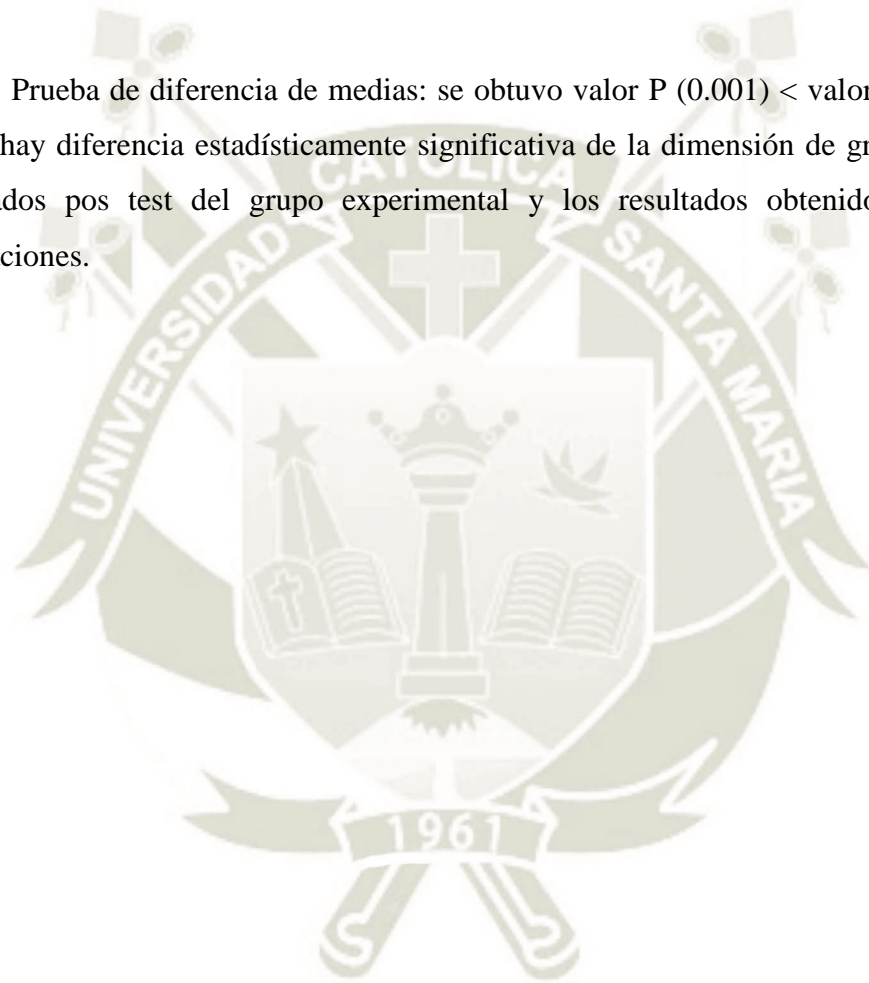 Prueba de diferencia de medias: se obtuvo valor P (0.001) < valor
hay diferencia estadísticamente significativa de la dimensión de gr
ados pos test del grupo experimental y los resultados obtenido
ciones.
UNIVERSIDAD CATOLICA SANTA MARIA
1961